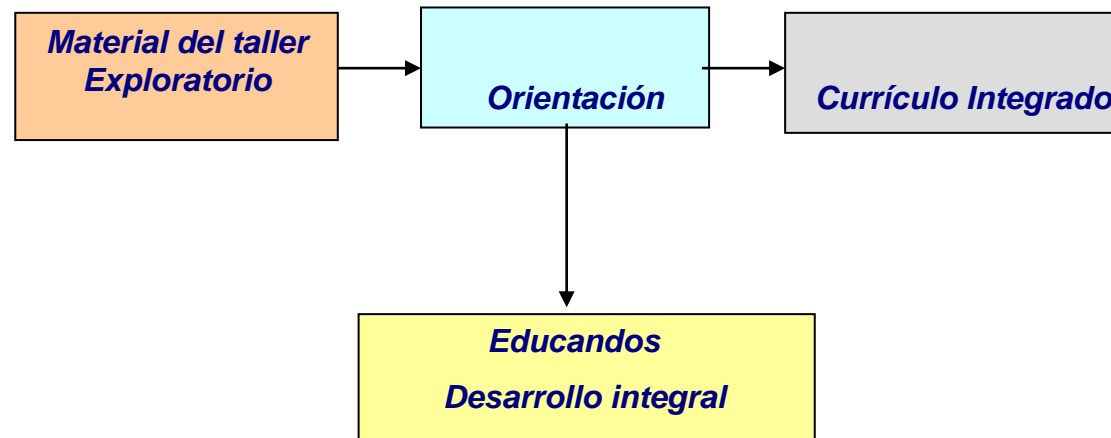 Material del taller
Exploratorio
Orientación
Currículo Integrado
Educandos
Desarrollo integral